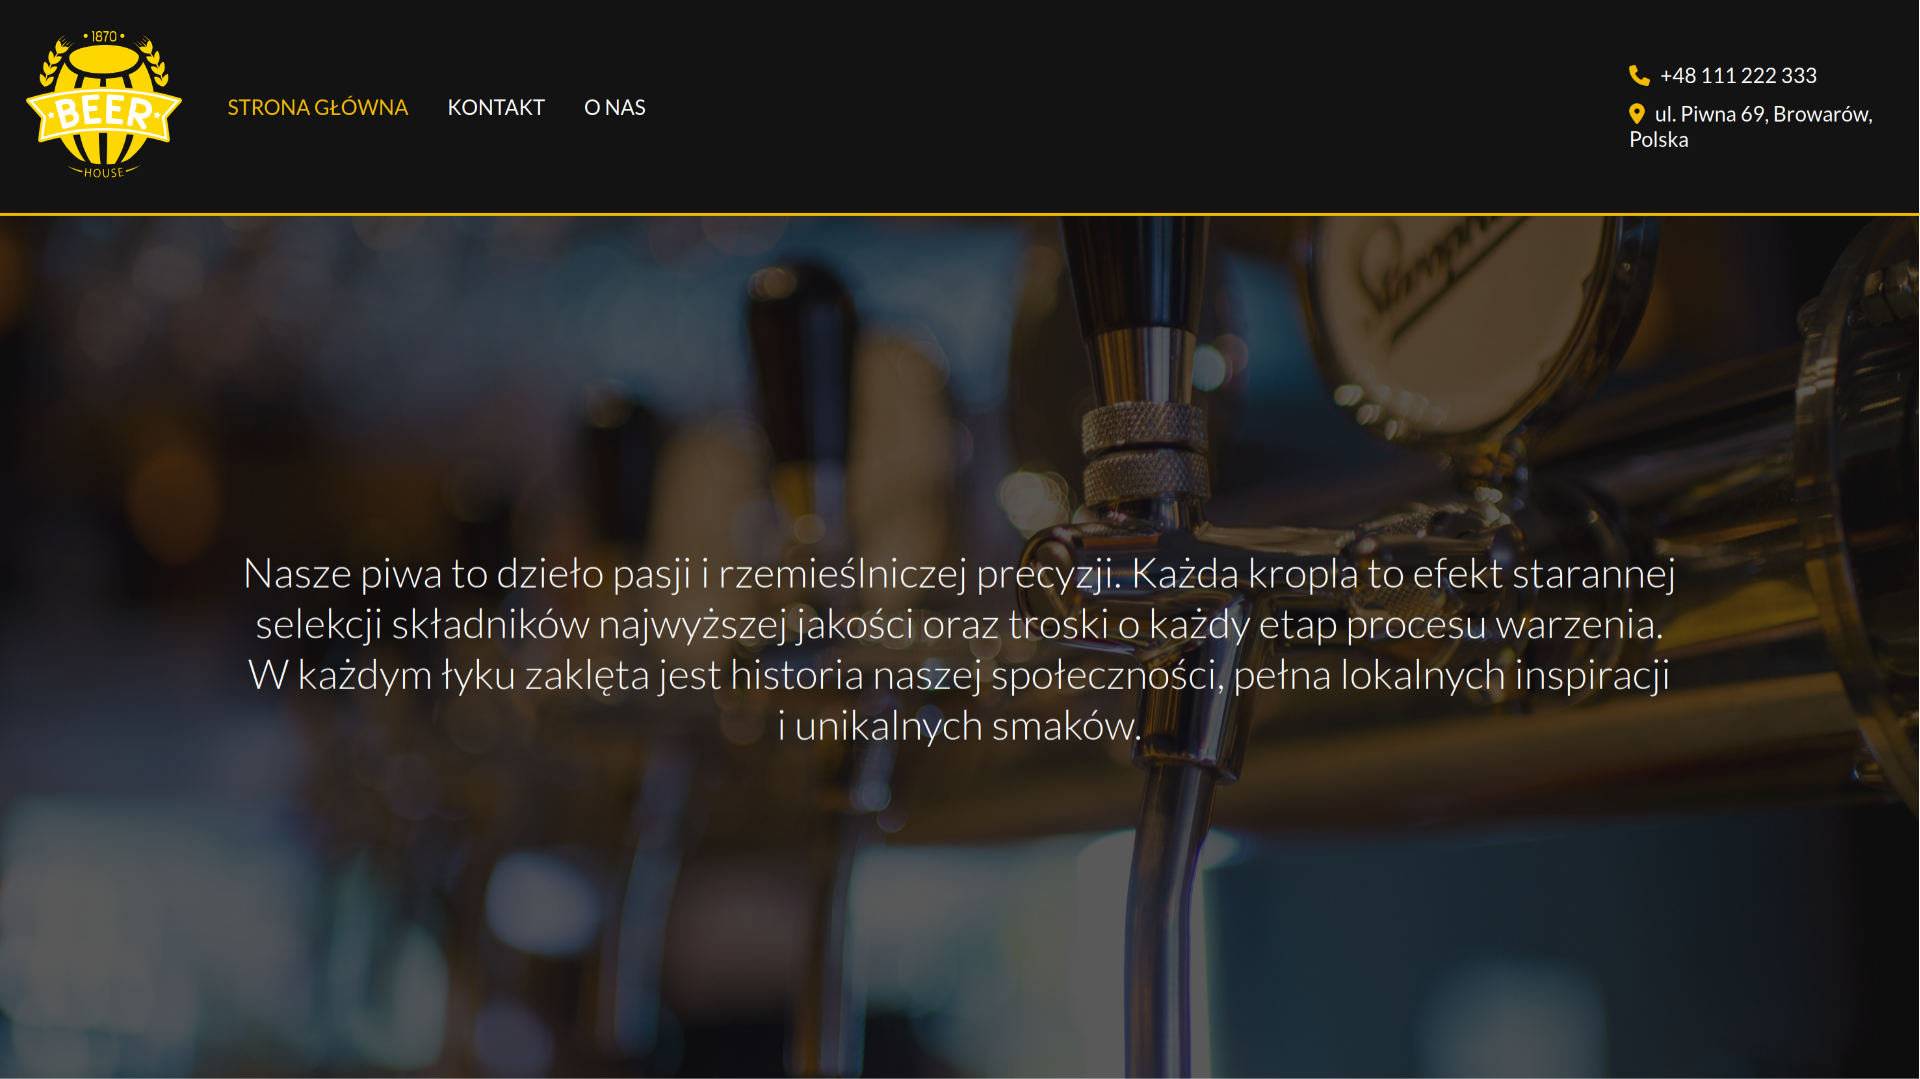 • 1870 •
BEER
HOUSE
STRONA GŁÓWNA KONTAKT O NAS
+48 111 222 333
ul. Piwna 69, Browarów,
Polska
Nasze piwa to dzieło pasji i rzemieślniczej precyzji. Każda kropla to efekt starannej
selekcji składników najwyższej jakości oraz troski o każdy etap procesu warzenia.
W każdym łyku zaklęta jest historia naszej społeczności, pełna lokalnych inspiracji
i unikalnych smaków.